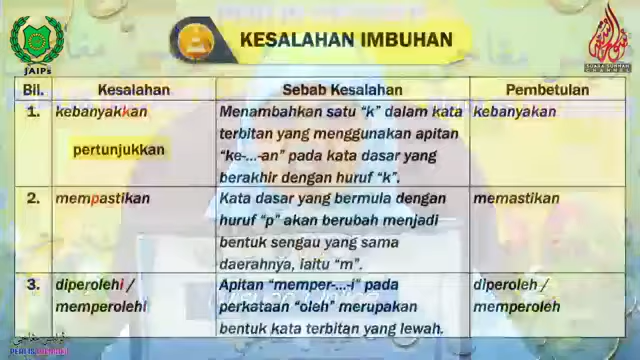 KESALAHAN IMBUHAN
JAIPs
Bil. Kesalahan Sebab Kesalahan Pembetulan
1. kebanyakkan Menambahkan satu “k” dalam kata kebanyakan
terbitan yang menggunakan apitan
pertunjukkan “ke-...-an” pada kata dasar yang
berakhir dengan huruf “k”.
2. mempastikan Kata dasar yang bermula dengan memastikan
huruf “p” akan berubah menjadi
bentuk sengau yang sama
daerahnya, iaitu “m”.
3. diperolehi / Apitan “memper-...-i” pada diperoleh /
memperolehi perkataan “oleh” merupakan memperoleh
bentuk kata terbitan yang lewah.